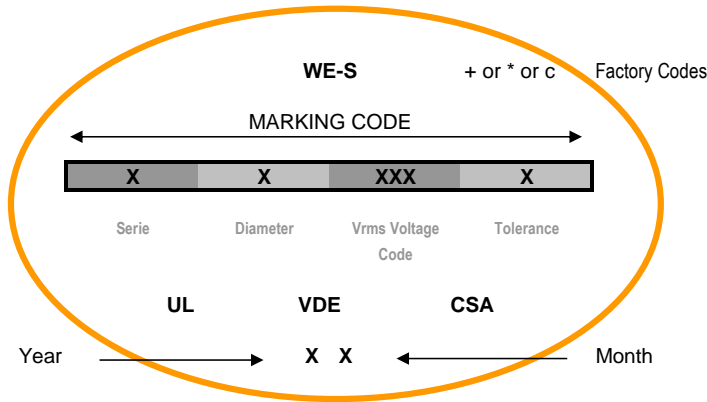 WE-S + or * or c Factory Codes
MARKING CODE
X X XXX X
Serie Diameter Vrms Voltage Tolerance
Code
UL VDE CSA
Year X X Month